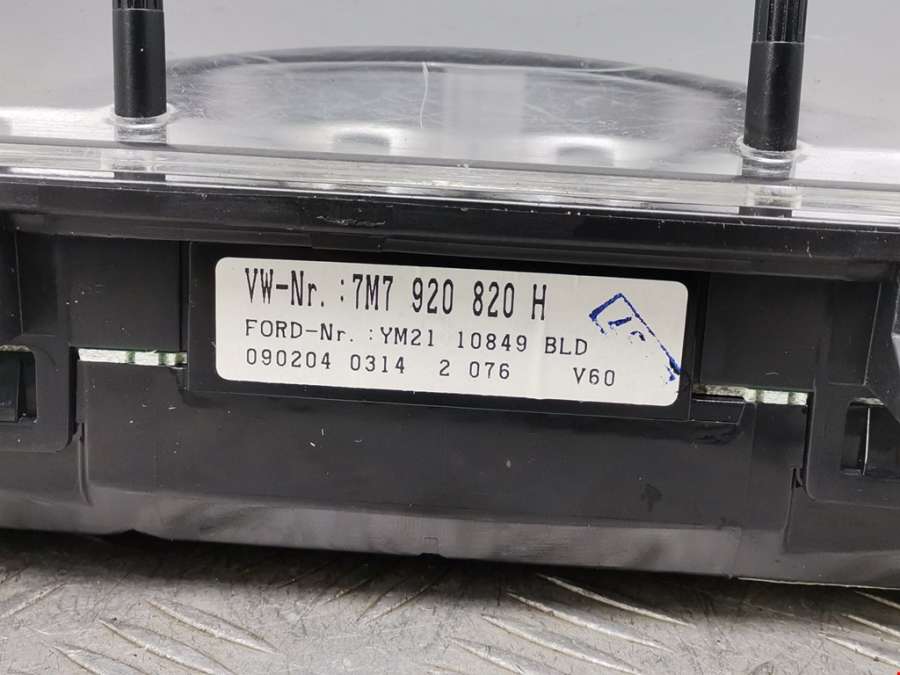 VW-Nr. :7M7 920 820 H
FORD-Nr. :YM21 10849 BLD
090204 0314 2 076 V60